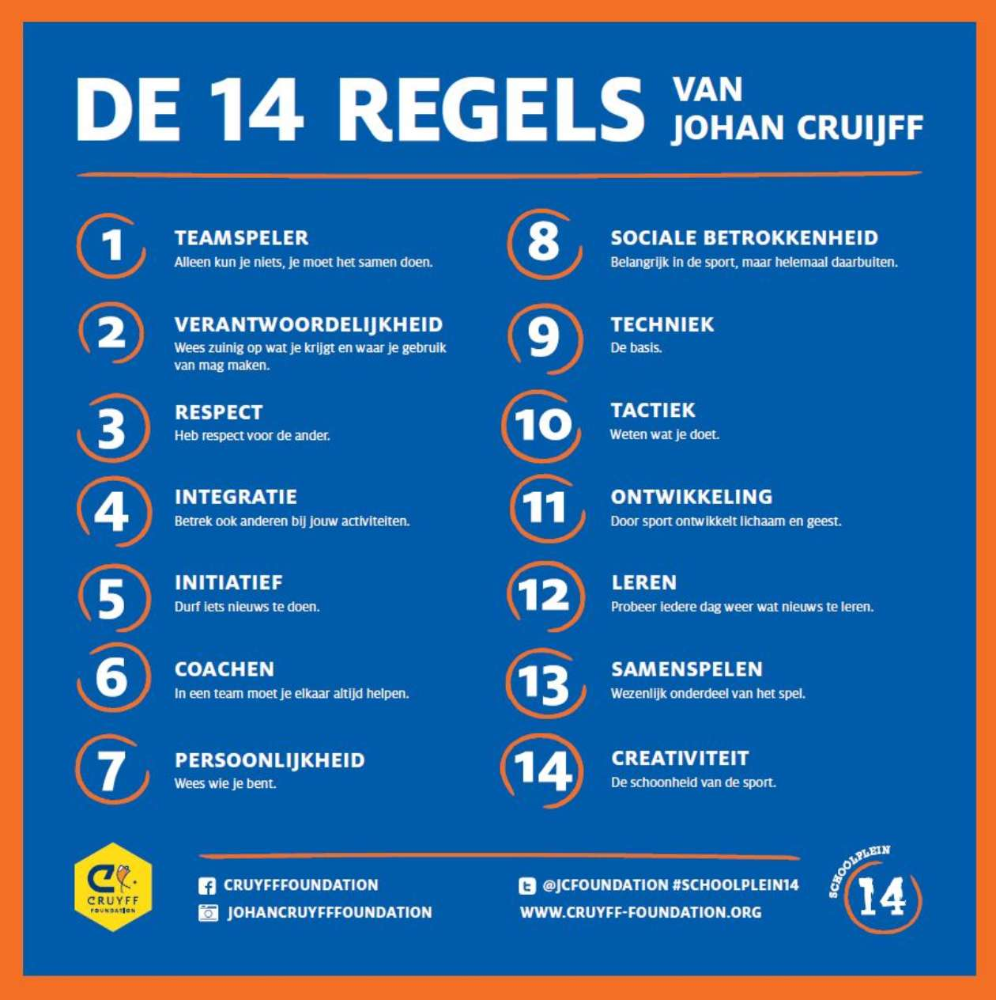 DE 14 REGELS
VAN
JOHAN CRUIJFF
1
TEAMSPELER
Alleen kun je niets, je moet het samen doen.
2
VERANTWOORDELIJKHEID
Wees zuinig op wat je krijgt en waar je gebruik
van mag maken.
3
RESPECT
Heb respect voor de ander.
4
INTEGRATIE
Betrek ook anderen bij jouw activiteiten.
5
INITIATIEF
Durf iets nieuws te doen.
6
COACHEN
In een team moet je elkaar altijd helpen.
7
PERSOONLIJKHEID
Wees wie je bent.
8
SOCIALE BETROKKENHEID
Belangrijk in de sport, maar helemaal daarbuiten.
9
TECHNIEK
De basis.
10
TACTIEK
Weten wat je doet.
11
ONTWIKKELING
Door sport ontwikkelt lichaam en geest.
12
LEREN
Probeer iedere dag weer wat nieuws te leren.
13
SAMENSPELEN
Wezenlijk onderdeel van het spel.
14
CREATIVITEIT
De schoonheid van de sport.
CRUYFF
FOUNDATION
CRUYFFFOUNDATION
JOHANCRUYFFFOUNDATION
@JCFOUNDATION #SCHOOLPLEIN14
WWW.CRUYFF-FOUNDATION.ORG
SCHOOLPLEIN
14